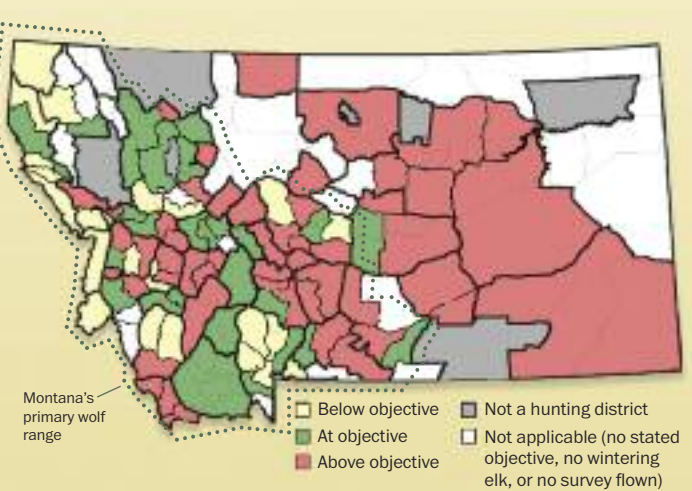 Montana's
primary wolf
range
Below objective
At objective
Above objective
Not a hunting district
Not applicable (no stated
objective, no wintering
elk, or no survey flown)